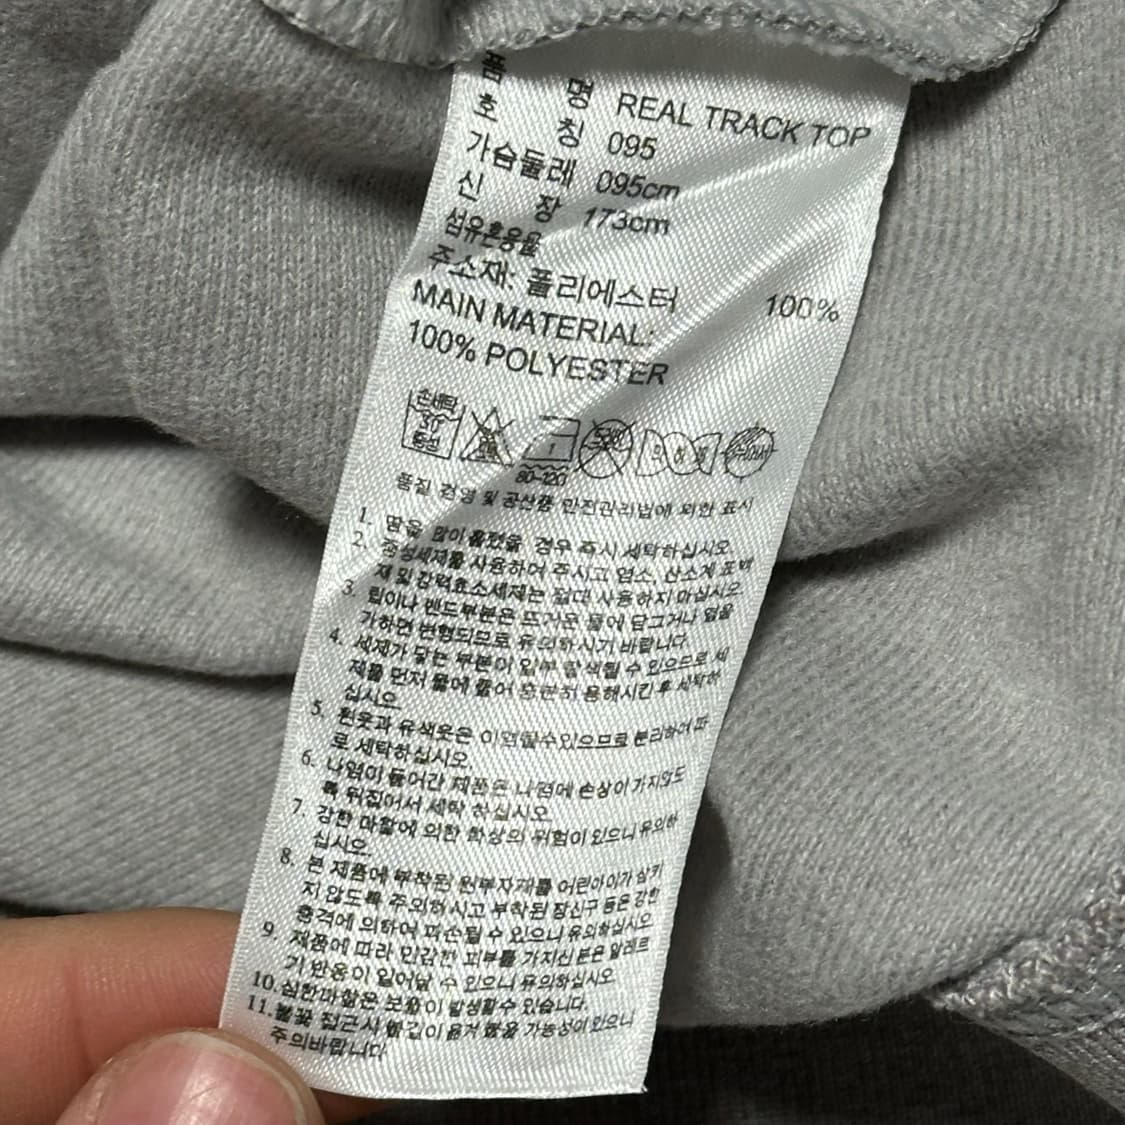 품 명 REAL TRACK TOP
호 칭 095
가슴둘레 095cm
신 장 173cm
섬유혼용율
주소재: 폴리에스터 100%
MAIN MATERIAL:
100% POLYESTER
손세탁
30
중성
80-120
품질 경영 및 공산품 안전관리법에 의한 표시
1. 땀을 많이 흘렸을 경우 즉시 세탁하십시오.
2. 중성세제를 사용하여 주시고 염소, 산소계 표백
제 및 강력효소세제는 절대 사용하지 마십시오.
3. 립이나 밴드부분은 뜨거운 물에 담그거나 열을
가하면 변형되므로 유의하시기 바랍니다.
4. 세제가 닿는 부분이 일부 탈색될 수 있으므로 세
제를 먼저 물에 풀어 충분히 용해시킨 후 세탁하
십시오.
5. 흰옷과 유색옷은 이염될수있으므로 분리하여 따
로 세탁하십시오.
6. 나염이 들어간 제품은 나염에 손상이 가지않도
록 뒤집어서 세탁 하십시오.
7. 강한 마찰에 의한 확상의 위험이 있으니 유의하
십시오.
8. 본 제품에 부착된 원부자재를 어린아이가 삼키
지 않도록 주의하시고 부착된 장신구 등은 강한
충격에 의하여 파손될 수 있으니 유의하십시오
9. 제품에 따라 민감한 피부를 가지신 분은 알레르
기 반응이 일어날 수 있으니 유의하십시오
10.심한마찰은 보풀이 발생할수 있습니다.
11.불꽃 접근시 빨갛이 옮겨 붙을 가능성이 있으니
주의바랍니다